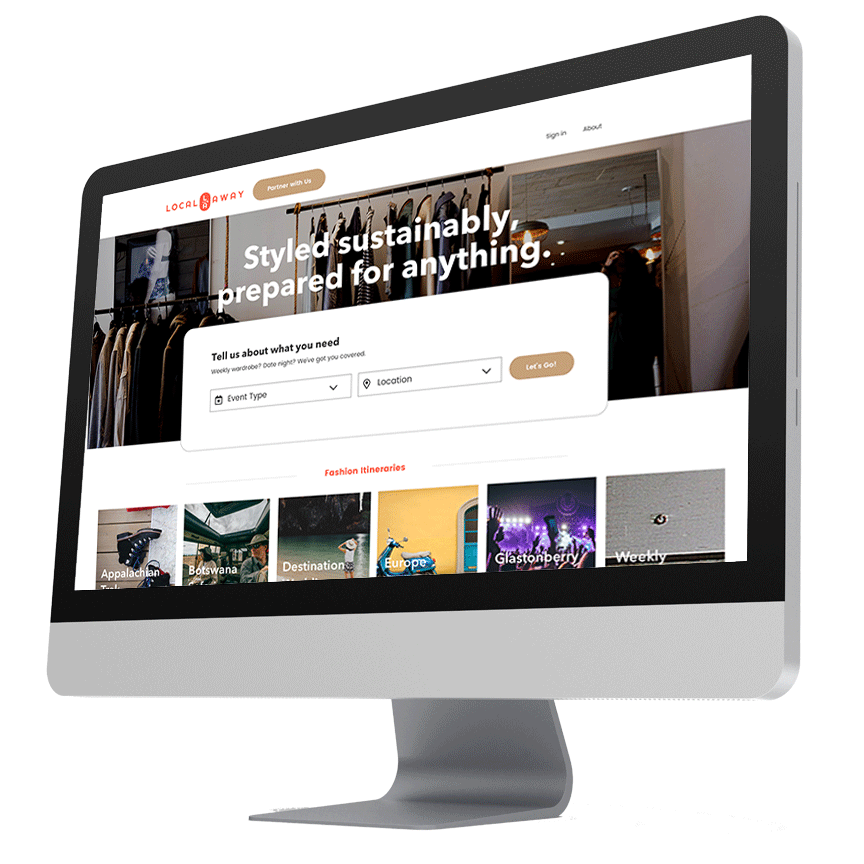 Sign in
About
LOCAL LA AWAY
Partner with Us
Styled sustainably,
prepared for anything.
Tell us about what you need
Weekly wardrobe? Date night? We've got you covered.
Event Type
Location
Let's Go!
Fashion Itineraries
Appalachian
Botswana
Destination
Europe
Glastonberry
Weekly